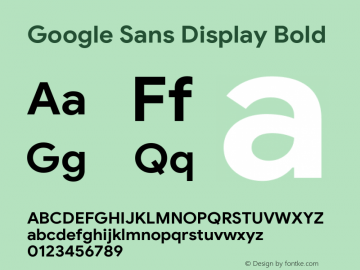 Google Sans Display Bold
Aa Ff a
Gg Qq
ABCDEFGHIJKLMNOPQRSTUVWXYZ
abcdefghijklmnopqrstuvwxyz
0123456789
© Design by fontke.com